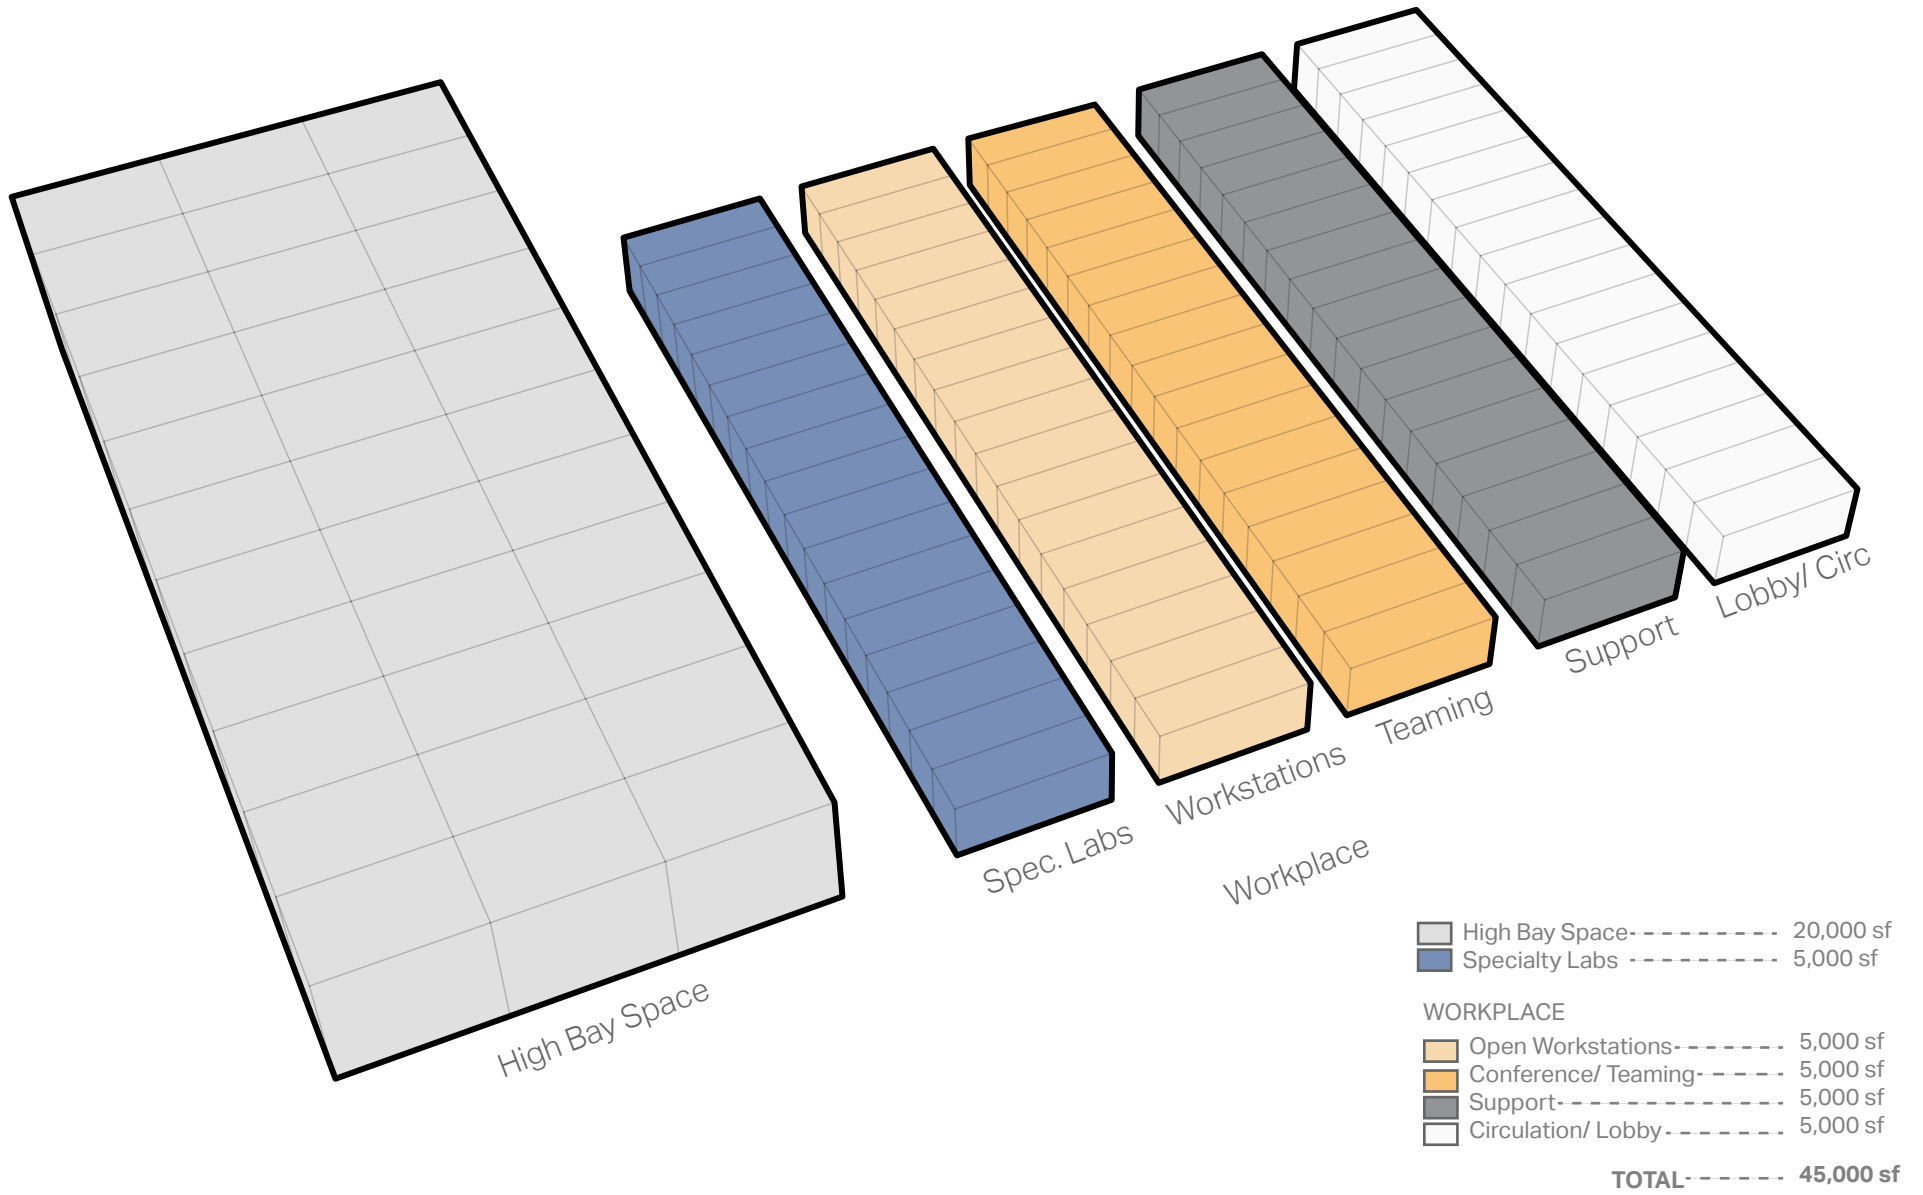 High Bay Space
Spec. Labs
Workstations
Teaming
Support
Lobby/ Circ
Workplace
High Bay Space 20,000 sf
Specialty Labs 5,000 sf
WORKPLACE
Open Workstations 5,000 sf
Conference/ Teaming 5,000 sf
Support 5,000 sf
Circulation/ Lobby 5,000 sf
TOTAL 45,000 sf